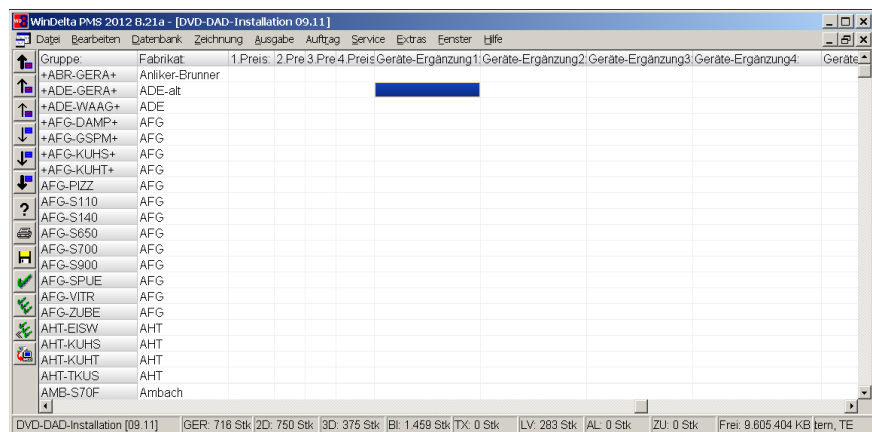 WinDelta PMS 2012 8.21a - [DVD-DAD-Installation 09.11]
Datei Bearbeiten Datenbank Zeichnung Ausgabe Auftrag Service Extras Fenster Hilfe
Gruppe: Fabrikat: 1.Preis: 2.Pre 3.Pre 4.Preis Geräte-Ergänzung1: Geräte-Ergänzung2: Geräte-Ergänzung3: Geräte-Ergänzung4: Geräte
+ABR-GERA+ Anliker-Brunner
+ADE-GERA+ ADE-alt
+ADE-WAAG+ ADE
+AFG-DAMP+ AFG
+AFG-GSPM+ AFG
+AFG-KUHS+ AFG
+AFG-KUHT+ AFG
AFG-PIZZ AFG
AFG-S110 AFG
AFG-S140 AFG
AFG-S650 AFG
AFG-S700 AFG
AFG-S900 AFG
AFG-SPUE AFG
AFG-VITR AFG
AFG-ZUBE AFG
AHT-EISW AHT
AHT-KUHS AHT
AHT-KUHT AHT
AHT-TKUS AHT
AMB-S70F Ambach
DVD-DAD-Installation [09.11] GER: 716 Stk 2D: 750 Stk 3D: 375 Stk BI: 1.459 Stk TX: 0 Stk LV: 283 Stk AL: 0 Stk ZU: 0 Stk Frei: 9.605.404 KB tern, TE